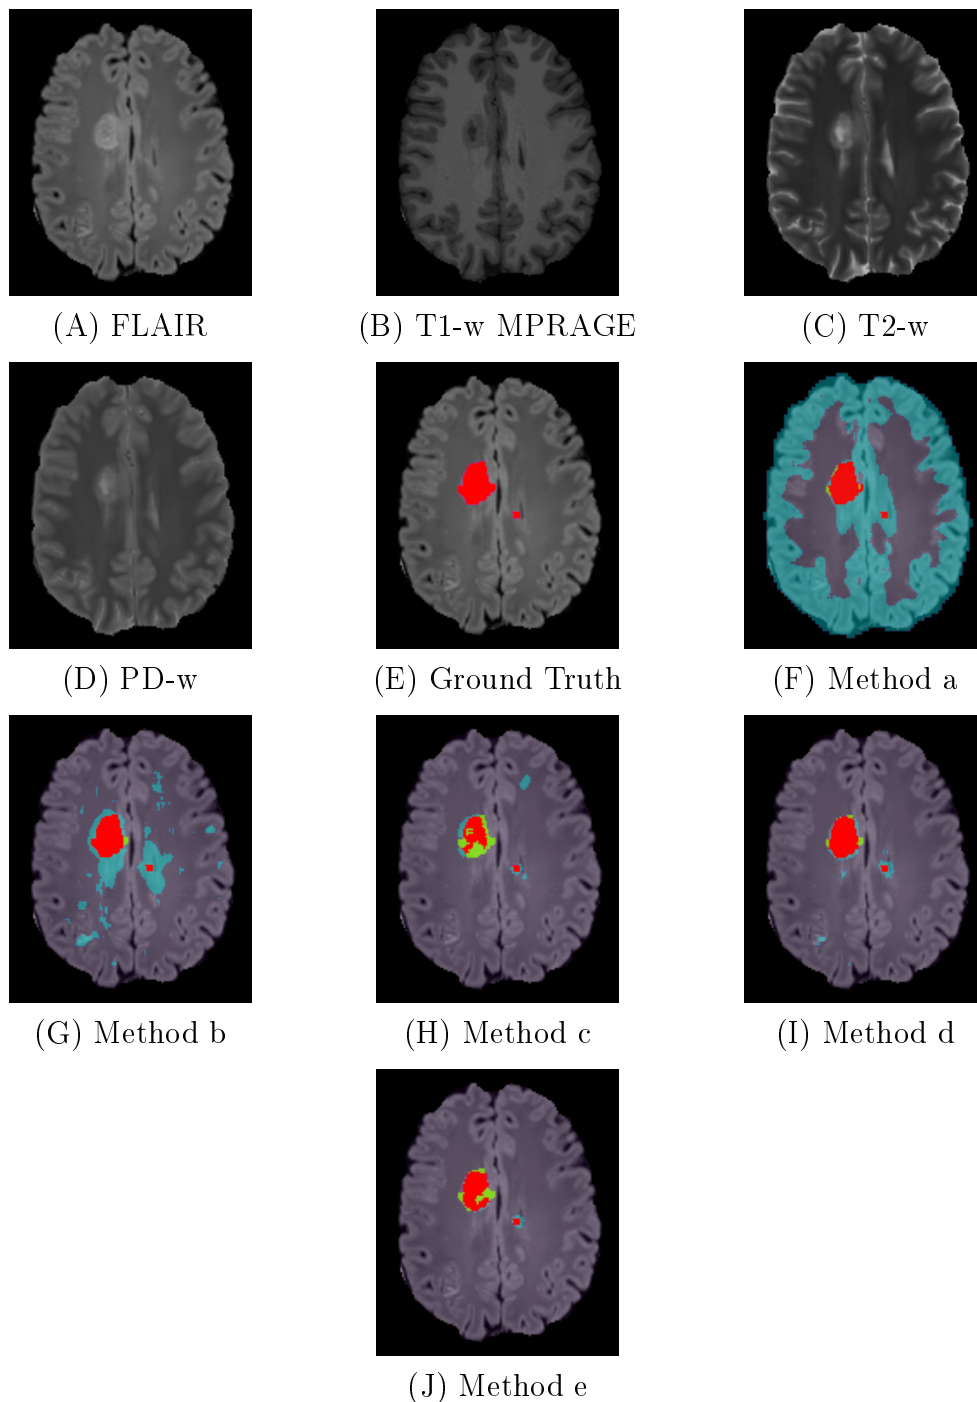 (A) FLAIR
(B) T1-w MPRAGE
(C) T2-w
(D) PD-w
(E) Ground Truth
(F) Method a
(G) Method b
(H) Method c
(I) Method d
(J) Method e